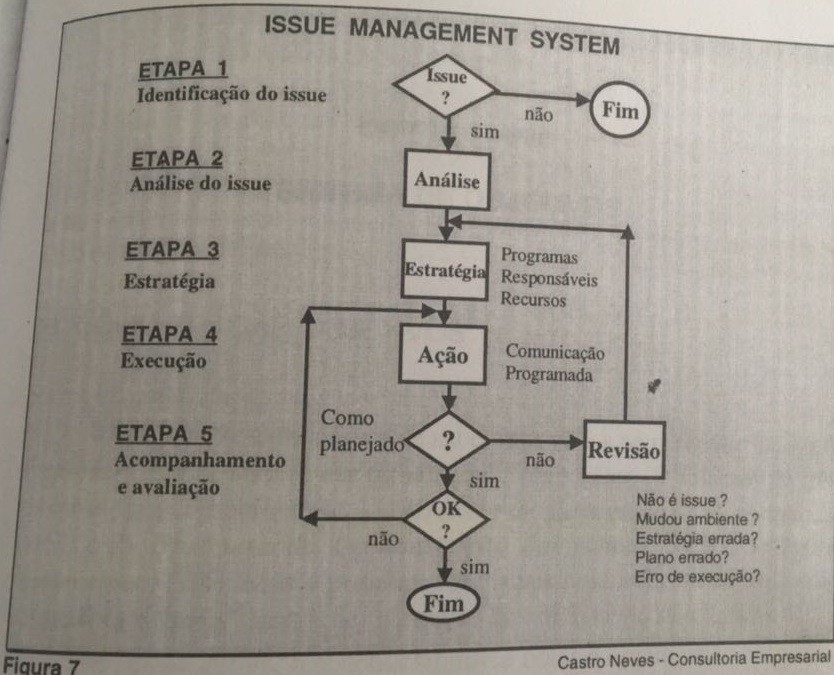 ISSUE MANAGEMENT SYSTEM
ETAPA 1
Identificação do issue
Issue
?
não
Fim
sim
ETAPA 2
Análise do issue
Análise
ETAPA 3
Estratégia
Estratégia
Programas
Responsáveis
Recursos
ETAPA 4
Execução
Ação
Comunicação
Programada
ETAPA 5
Acompanhamento
e avaliação
Como
planejado
?
não
Revisão
sim
OK
?
não
sim
Fim
Não é issue ?
Mudou ambiente ?
Estratégia errada?
Plano errado?
Erro de execução?
Figura 7
Castro Neves - Consultoria Empresarial